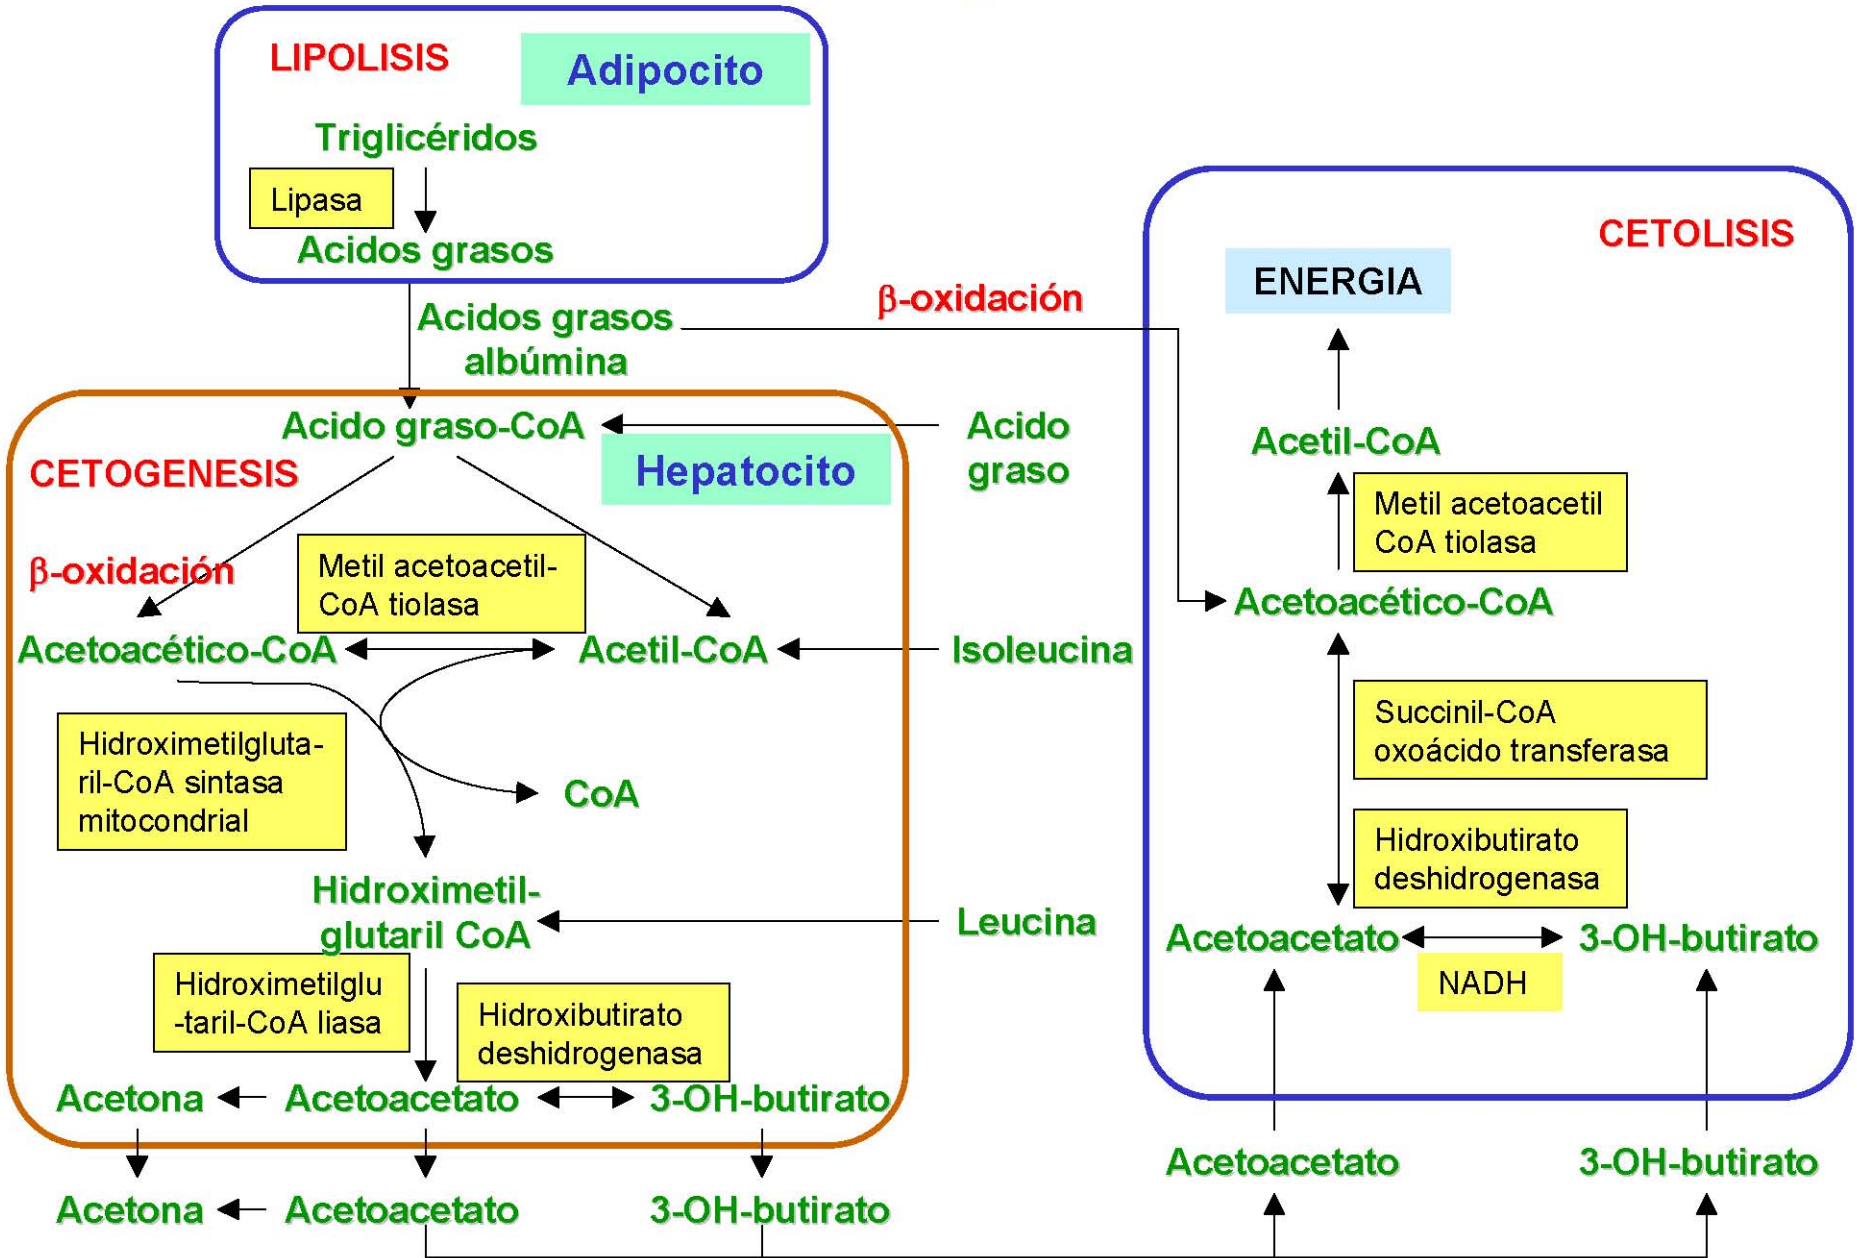 LIPOLISIS
Adipocito
Triglicéridos
Lipasa
Acidos grasos
Acidos grasos
albúmina
β-oxidación
CETOLISIS
ENERGIA
Acetil-CoA
Metil acetoacetil
CoA tiolasa
Acetoacético-CoA
Succinil-CoA
oxoácido transferasa
Hidroxibutirato
deshidrogenasa
Acetoacetato
3-OH-butirato
NADH
Acetoacetato
3-OH-butirato
Acido graso-CoA
Acido
graso
CETOGENESIS
Hepatocito
β-oxidación
Metil acetoacetil-
CoA tiolasa
Acetoacético-CoA
Acetil-CoA
Isoleucina
Hidroximetilgluta-
ril-CoA sintasa
mitocondrial
CoA
Hidroximetil-
glutaril CoA
Leucina
Hidroximetilglu
-taril-CoA liasa
Hidroxibutirato
deshidrogenasa
Acetona
Acetoacetato
3-OH-butirato
Acetona
Acetoacetato
3-OH-butirato